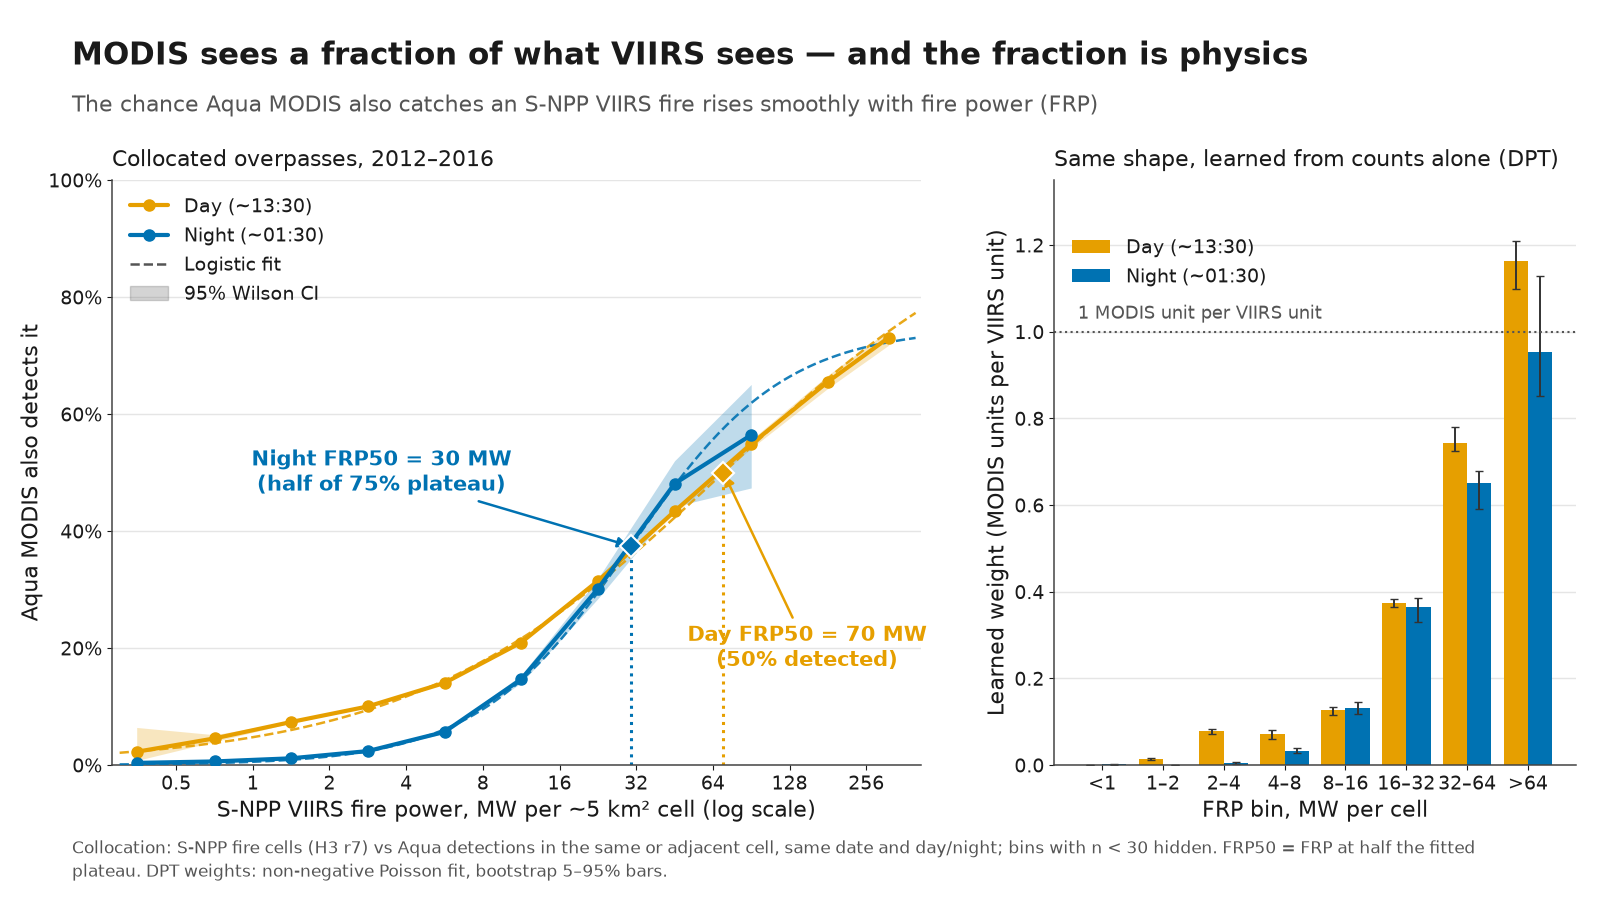 MODIS sees a fraction of what VIIRS sees — and the fraction is physics
The chance Aqua MODIS also catches an S-NPP VIIRS fire rises smoothly with fire power (FRP)
Collocated overpasses, 2012–2016
100%
80%
60%
40%
20%
0%
Aqua MODIS also detects it
Day (~13:30)
Night (~01:30)
Logistic fit
95% Wilson CI
Night FRP50 = 30 MW
(half of 75% plateau)
Day FRP50 = 70 MW
(50% detected)
0.5 1 2 4 8 16 32 64 128 256
S-NPP VIIRS fire power, MW per ~5 km² cell (log scale)
Same shape, learned from counts alone (DPT)
Learned weight (MODIS units per VIIRS unit)
1.2
1.0
0.8
0.6
0.4
0.2
0.0
Day (~13:30)
Night (~01:30)
1 MODIS unit per VIIRS unit
<1 1–2 2–4 4–8 8–16 16–32 32–64 >64
FRP bin, MW per cell
Collocation: S-NPP fire cells (H3 r7) vs Aqua detections in the same or adjacent cell, same date and day/night; bins with n < 30 hidden. FRP50 = FRP at half the fitted
plateau. DPT weights: non-negative Poisson fit, bootstrap 5–95% bars.